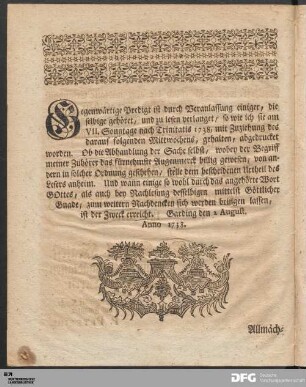 Gegenwärtige Predigt ist durch Veranlassung einiger, die
selbige gehöret, und zu lesen verlanget, so wie ich sie am
VII. Sonntage nach Trinitatis 1738. mit Zuziehung des
darauf folgenden Mittwochens, gehalten, abgedrucket
worden. Ob die Abhandlung der Sache selbst, wobey der Begriff
meiner Zuhörer das fürnehmste Augenmerck billig gewesen, von an-
dern in solcher Ordnung geschehen, stelle dem bescheidenen Urtheil des
Lesers anheim. Und wann einige so wohl durch das angehörte Wort
GOttes, als auch bey Nachlesung desselbigen mittelst Göttlicher
Gnade, zum weitern Nachdencken sich werden bringen lassen,
ist der Zweck erreicht. Garding den 1 August.
Anno 1738.
Allmäch-
DFG
Deutsche
Forschungsgemeinschaft